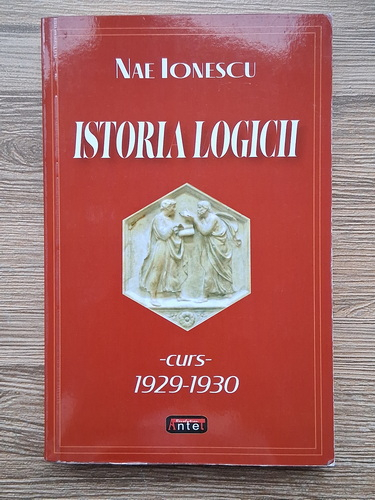 NAE IONESCU
ISTORIA LOGICII
-curs-
1929-1930
Antet